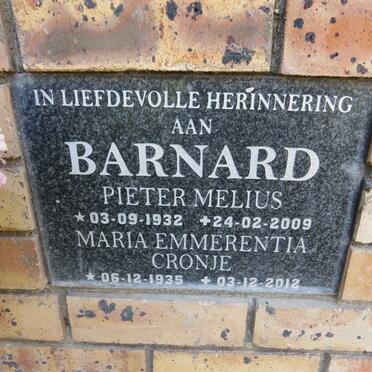 IN LIEFDEVOLLE HERINNERING
AAN
BARNARD
PIETER MELIUS
★03-09-1932 ✝24-02-2009
MARIA EMMERENTIA
CRONJE
★06-12-1935 ✝03-12-2012